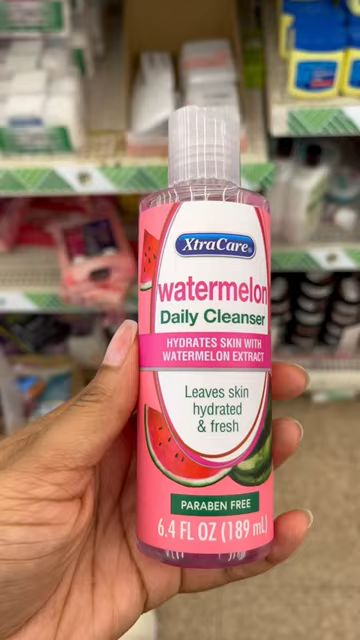 XtraCare®
watermelon
Daily Cleanser
HYDRATES SKIN WITH
WATERMELON EXTRACT
Leaves skin
hydrated
& fresh
PARABEN FREE
6.4 FL OZ (189 mL)